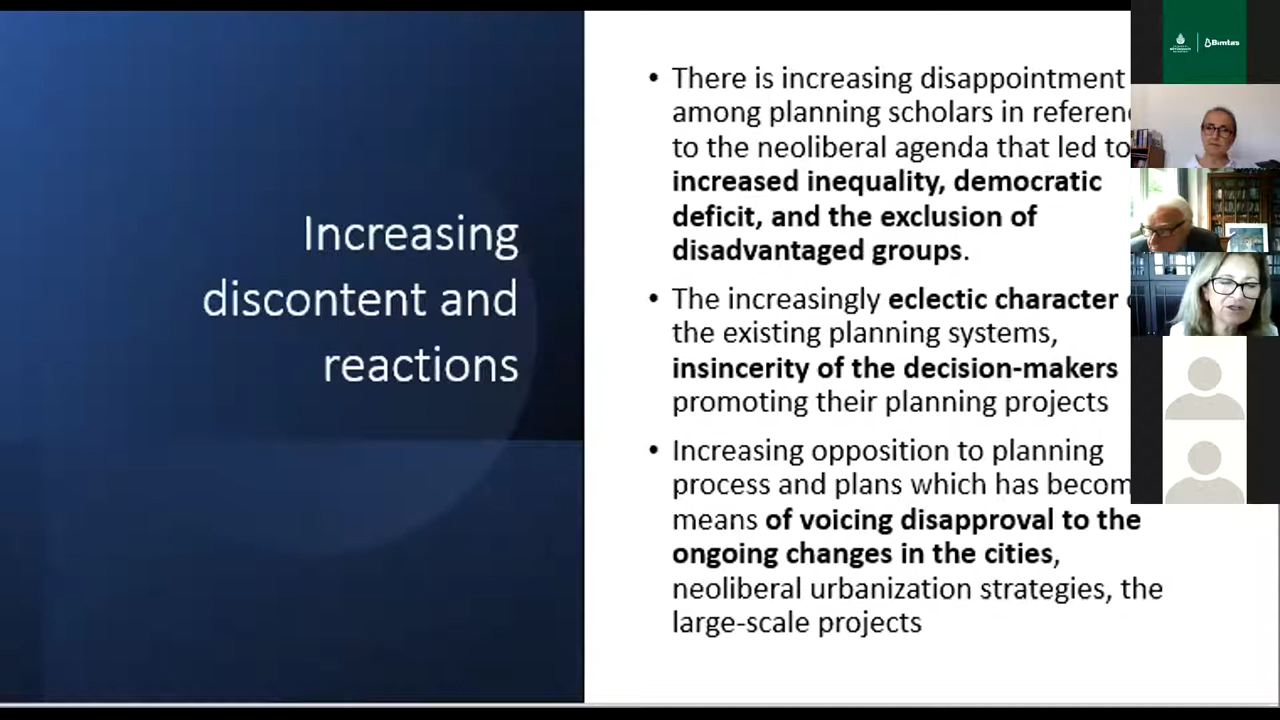 Increasing
discontent and
reactions
• There is increasing disappointment
among planning scholars in referen
to the neoliberal agenda that led to
increased inequality, democratic
deficit, and the exclusion of
disadvantaged groups.
• The increasingly eclectic character
the existing planning systems,
insincerity of the decision-makers
promoting their planning projects
• Increasing opposition to planning
process and plans which has becom
means of voicing disapproval to the
ongoing changes in the cities,
neoliberal urbanization strategies, the
large-scale projects
Bimtaş